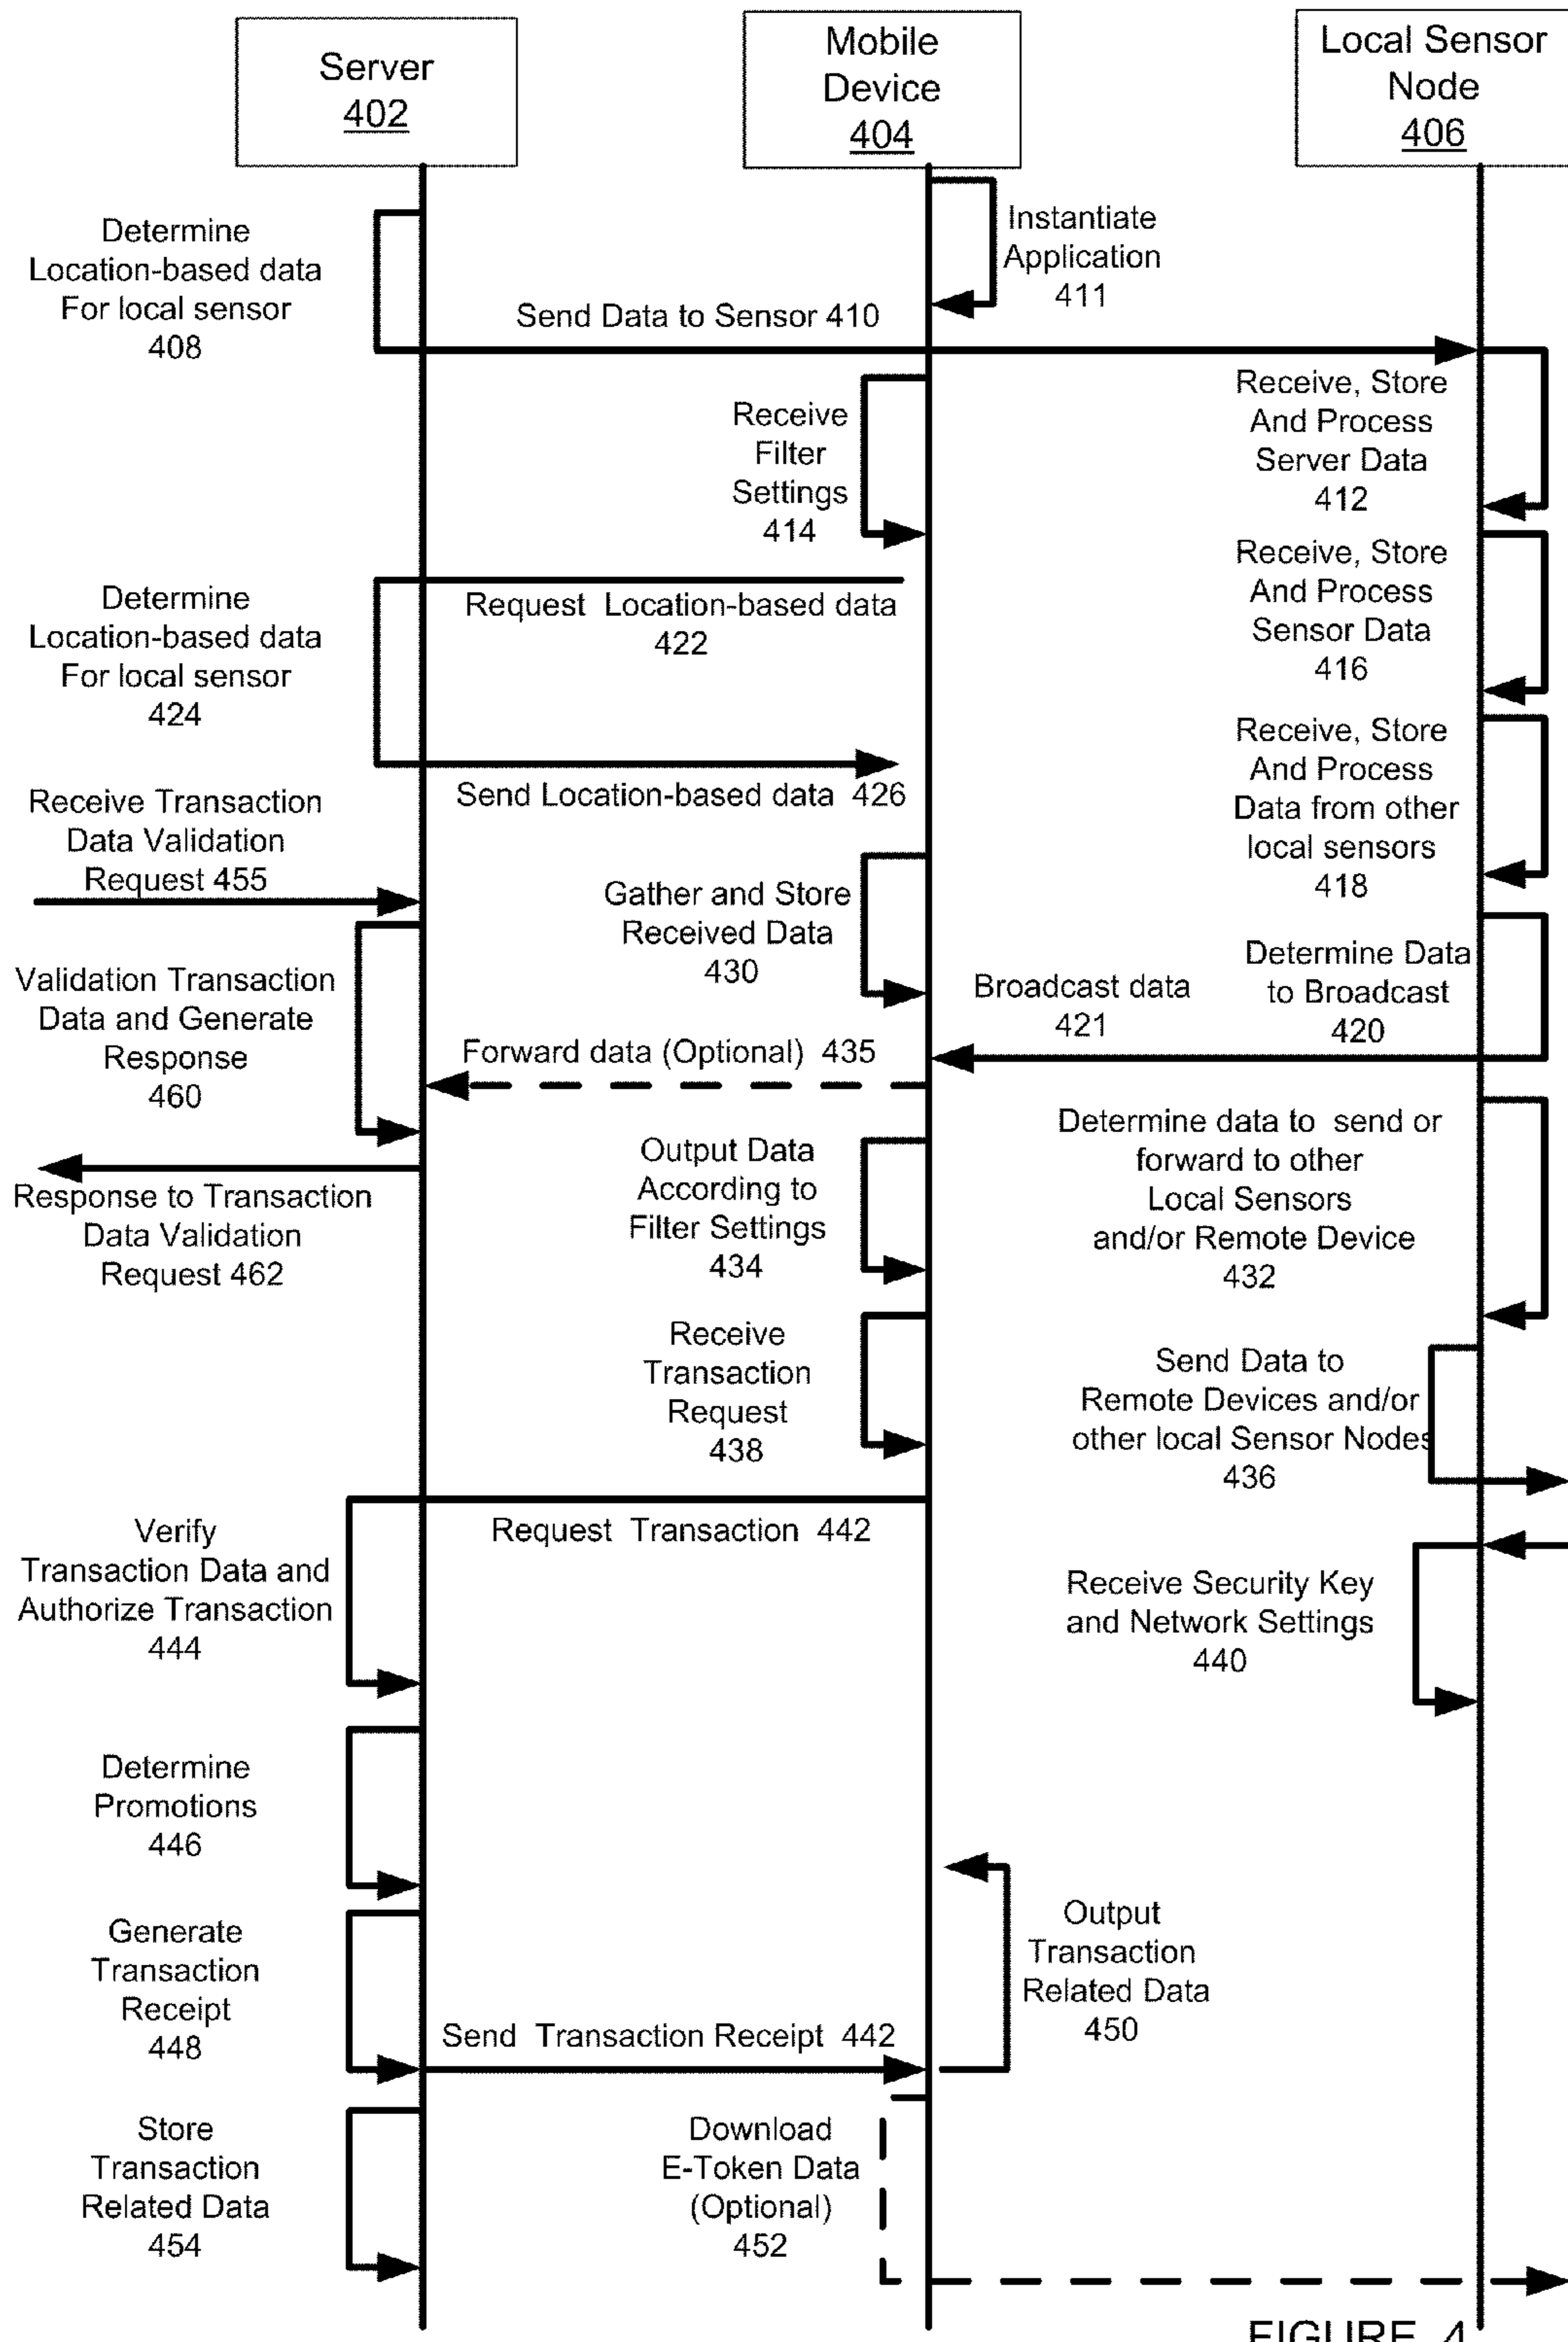 Server
402
Mobile
Device
404
Local Sensor
Node
406
Determine
Location-based data
For local sensor
408
Instantiate
Application
411
Send Data to Sensor 410
Receive
Filter
Settings
414
Receive, Store
And Process
Server Data
412
Receive, Store
And Process
Sensor Data
416
Request Location-based data
422
Determine
Location-based data
For local sensor
424
Send Location-based data 426
Receive, Store
And Process
Data from other
local sensors
418
Receive Transaction
Data Validation
Request 455
Gather and Store
Received Data
430
Determine Data
to Broadcast
420
Broadcast data
421
Validation Transaction
Data and Generate
Response
460
Forward data (Optional) 435
Output Data
According to
Filter Settings
434
Determine data to send or
forward to other
Local Sensors
and/or Remote Device
432
Response to Transaction
Data Validation
Request 462
Receive
Transaction
Request
438
Send Data to
Remote Devices and/or
other local Sensor Nodes
436
Request Transaction 442
Verify
Transaction Data and
Authorize Transaction
444
Receive Security Key
and Network Settings
440
Determine
Promotions
446
Generate
Transaction
Receipt
448
Send Transaction Receipt 442
Output
Transaction
Related Data
450
Store
Transaction
Related Data
454
Download
E-Token Data
(Optional)
452
FIGURE 4